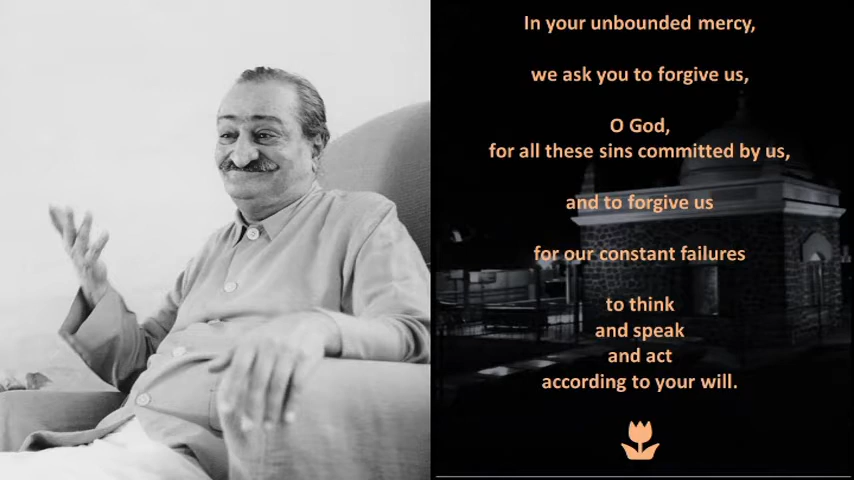 In your unbounded mercy,
we ask you to forgive us,
O God,
for all these sins committed by us,
and to forgive us
for our constant failures
to think
and speak
and act
according to your will.